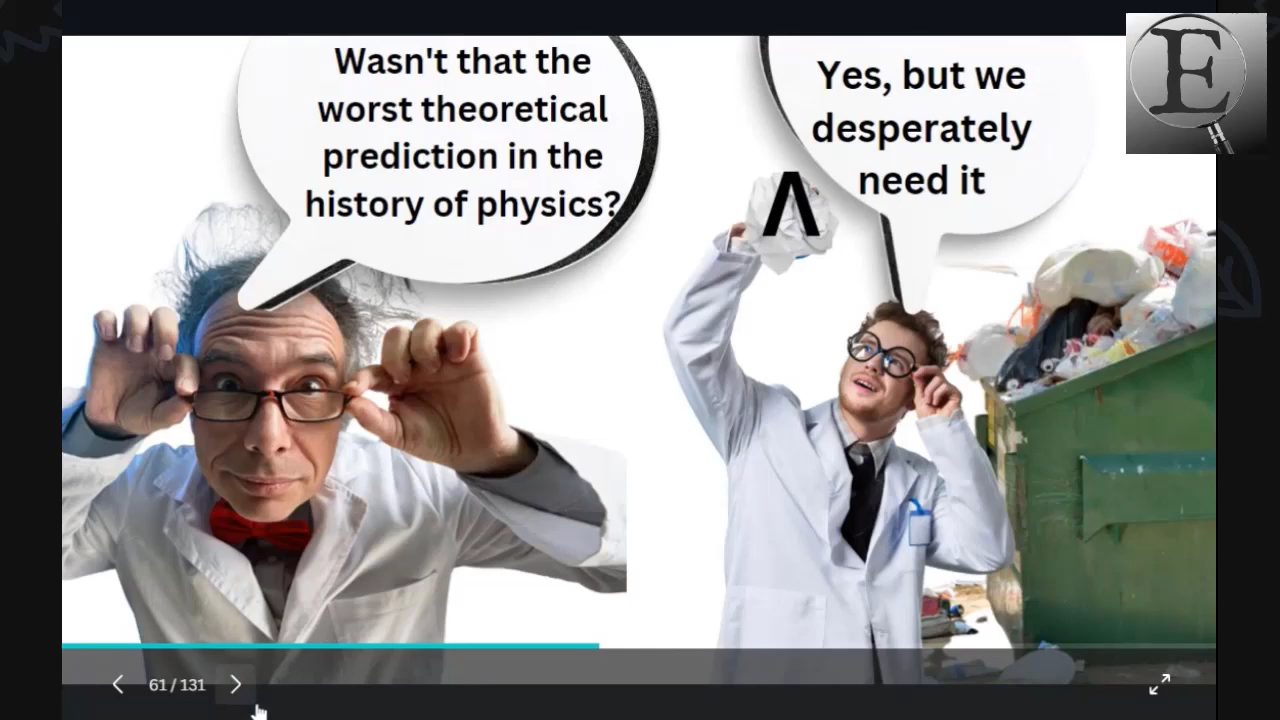 Wasn't that the
worst theoretical
prediction in the
history of physics?
Yes, but we
desperately
need it
Λ
E
61 / 131